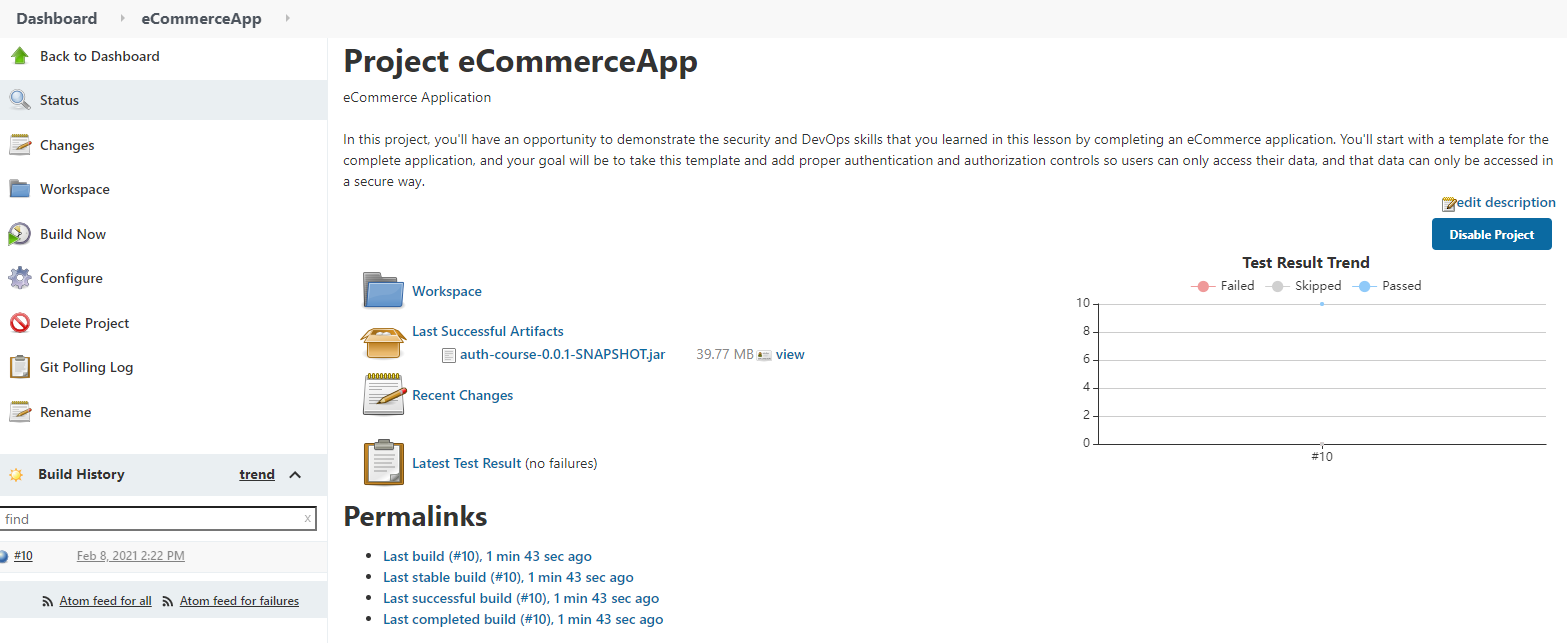 Dashboard eCommerceApp
Back to Dashboard
Status
Changes
Workspace
Build Now
Configure
Delete Project
Git Polling Log
Rename
Build History trend
find x
#10 Feb 8, 2021 2:22 PM
Atom feed for all Atom feed for failures
Project eCommerceApp
eCommerce Application
In this project, you'll have an opportunity to demonstrate the security and DevOps skills that you learned in this lesson by completing an eCommerce application. You'll start with a template for the
complete application, and your goal will be to take this template and add proper authentication and authorization controls so users can only access their data, and that data can only be accessed in
a secure way.
edit description
Disable Project
Workspace
Last Successful Artifacts
auth-course-0.0.1-SNAPSHOT.jar 39.77 MB view
Recent Changes
Latest Test Result (no failures)
Test Result Trend
Failed Skipped Passed
10
8
6
4
2
0
#10
Permalinks
Last build (#10), 1 min 43 sec ago
Last stable build (#10), 1 min 43 sec ago
Last successful build (#10), 1 min 43 sec ago
Last completed build (#10), 1 min 43 sec ago